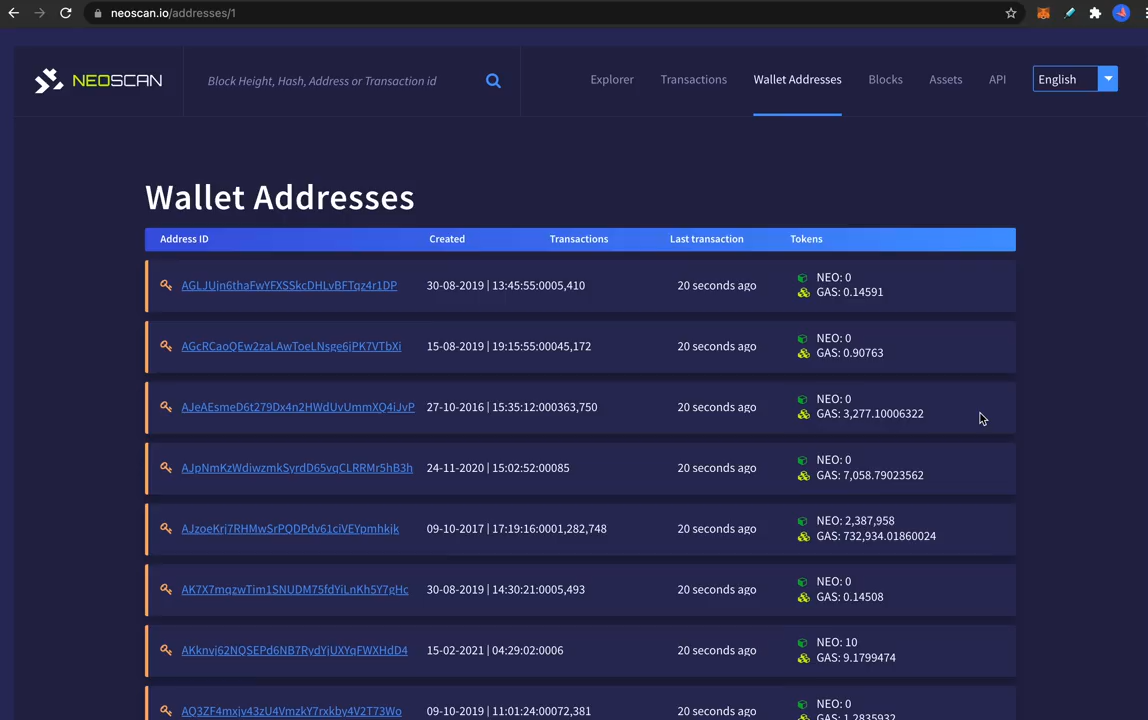 neoscan.io/addresses/1
NEOSCAN
Block Height, Hash, Address or Transaction id
Explorer
Transactions
Wallet Addresses
Blocks
Assets
API
English
Wallet Addresses
Address ID Created Transactions Last transaction Tokens
AGLJUjn6thaFwYFXSSkcDHLvBFTqz4r1DP 30-08-2019 | 13:45:55:0005,410 20 seconds ago NEO: 0
GAS: 0.14591
AGcRCaoQEw2zaLAwToeLNsge6jPK7VTbXi 15-08-2019 | 19:15:55:00045,172 20 seconds ago NEO: 0
GAS: 0.90763
AJeAEsmeD6t279Dx4n2HWdUvUmmXQ4iJvP 27-10-2016 | 15:35:12:000363,750 20 seconds ago NEO: 0
GAS: 3,277.10006322
AJpNmKzWdiwzmkSyrdD65vqCLRRMr5hB3h 24-11-2020 | 15:02:52:00085 20 seconds ago NEO: 0
GAS: 7,058.79023562
AJzoeKrj7RHMwSrPQDPdv61ciVEYpmhkjk 09-10-2017 | 17:19:16:0001,282,748 20 seconds ago NEO: 2,387,958
GAS: 732,934.01860024
AK7X7mqzwTim1SNUDM75fdYiLnKh5Y7gHc 30-08-2019 | 14:30:21:0005,493 20 seconds ago NEO: 0
GAS: 0.14508
AKknvj62NQSEPd6NB7RydYjUXYqFWXHdD4 15-02-2021 | 04:29:02:0006 20 seconds ago NEO: 10
GAS: 9.1799474
AQ3ZF4mxjv43zU4VmzkY7rxkby4V2T73Wo 09-10-2017 | 11:01:24:00072,381 20 seconds ago NEO: 0
GAS: 1.2835932